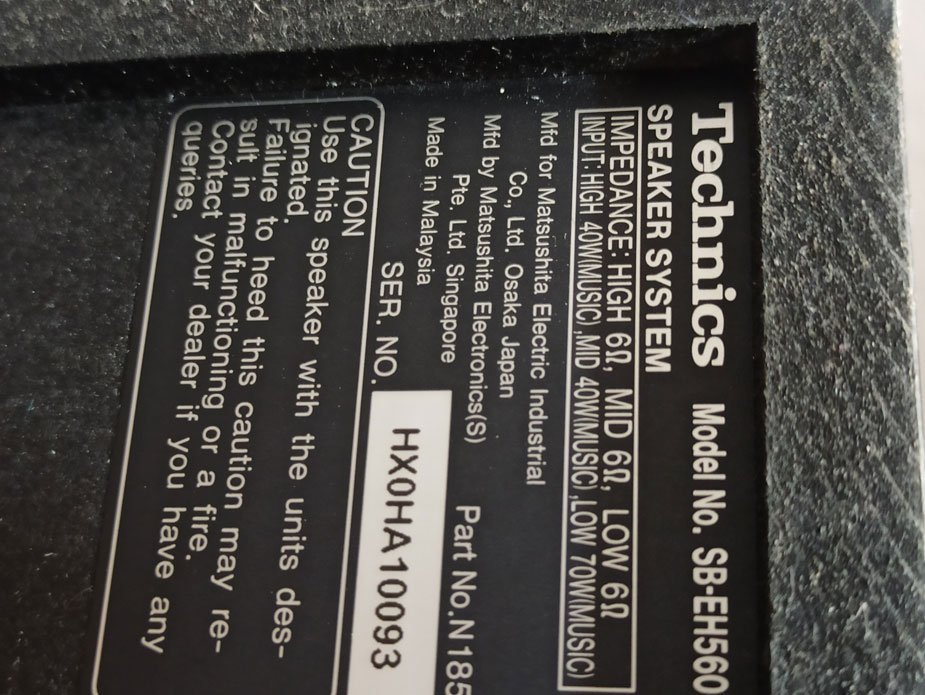 Technics Model No. SB-EH560
SPEAKER SYSTEM
IMPEDANCE: HIGH 6Ω, MID 6Ω, LOW 6Ω
INPUT: HIGH 40W(MUSIC), MID 40W(MUSIC), LOW 70W(MUSIC)
Mfd for Matsushita Electric Industrial
Co., Ltd. Osaka Japan
Mfd by Matsushita Electronics(S)
Pte. Ltd. Singapore
Made in Malaysia
Part No. N185
SER. NO. HX0HA10093
CAUTION
Use this speaker with the units des-
ignated.
Failure to heed this caution may re-
sult in malfunctioning or a fire.
Contact your dealer if you have any
queries.